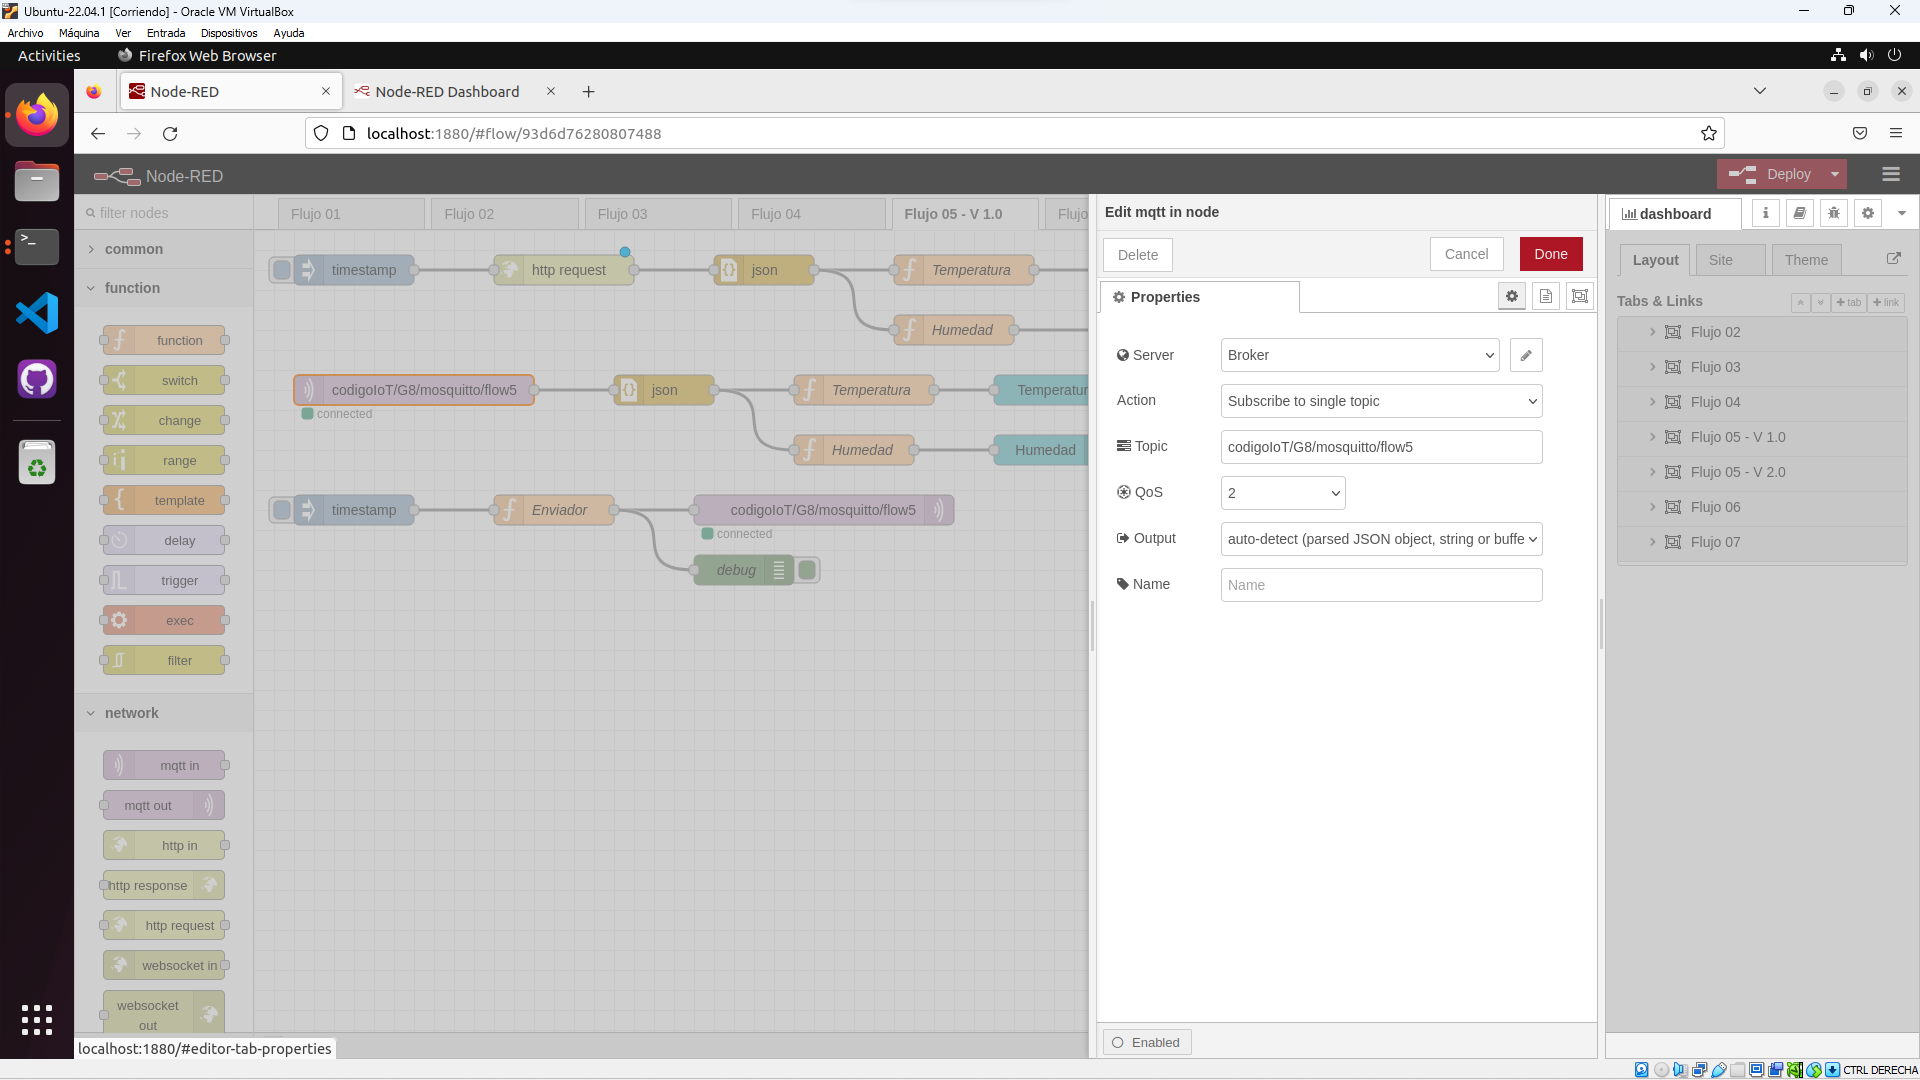 Ubuntu-22.04.1 [Corriendo] - Oracle VM VirtualBox
Archivo Máquina Ver Entrada Dispositivos Ayuda
Activities Firefox Web Browser
Node-RED Node-RED Dashboard
localhost:1880/#flow/93d6d76280807488
Node-RED Deploy
filter nodes
Flujo 01 Flujo 02 Flujo 03 Flujo 04 Flujo 05 - V 1.0 Flujo
common
function
function
switch
change
range
template
delay
trigger
exec
filter
network
mqtt in
mqtt out
http in
http response
http request
websocket in
websocket
out
timestamp http request json Temperatura
Humedad
codigoIoT/G8/mosquitto/flow5 json Temperatura Temperatur
connected
Humedad Humedad
timestamp Enviador codigoIoT/G8/mosquitto/flow5
connected
debug
Edit mqtt in node
Delete Cancel Done
Properties
Server Broker
Action Subscribe to single topic
Topic codigoIoT/G8/mosquitto/flow5
QoS 2
Output auto-detect (parsed JSON object, string or buffe
Name Name
Enabled
dashboard
Layout Site Theme
Tabs & Links + tab + link
Flujo 02
Flujo 03
Flujo 04
Flujo 05 - V 1.0
Flujo 05 - V 2.0
Flujo 06
Flujo 07
localhost:1880/#editor-tab-properties
CTRL DERECHA